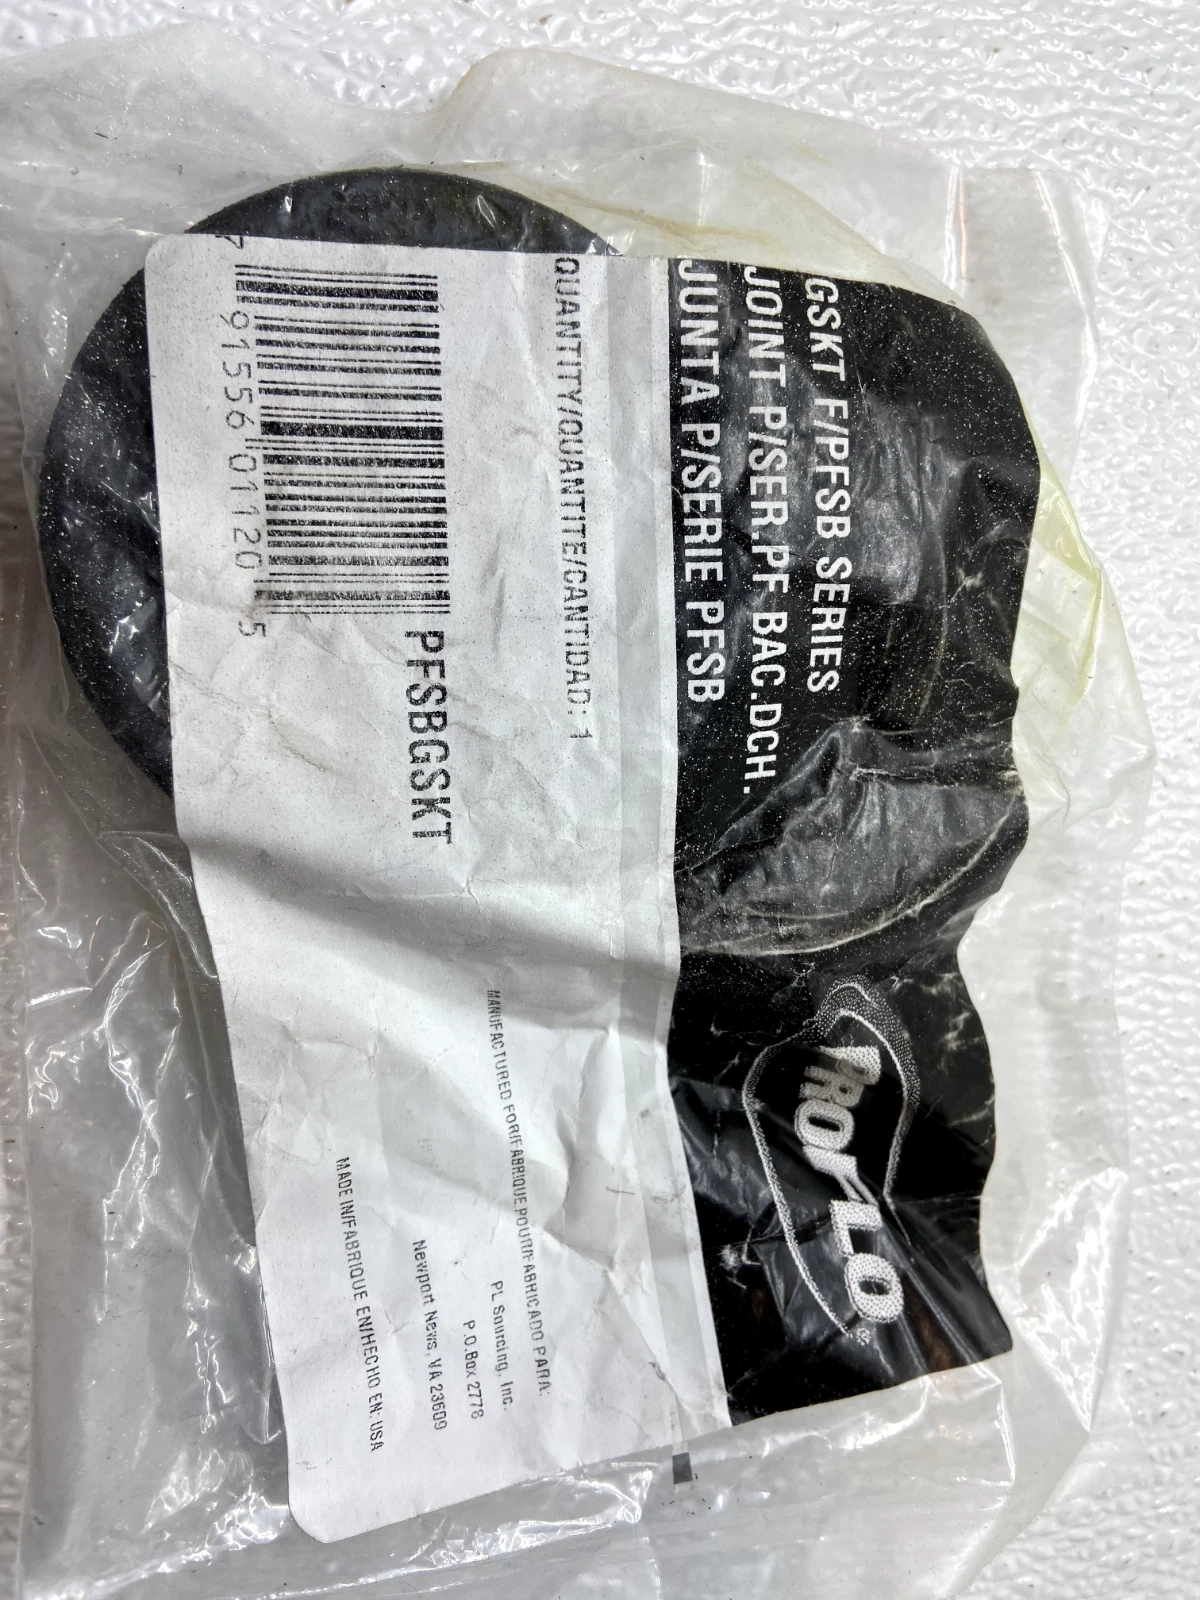 GSKT F/PFSB SERIES
JOINT P/SER.PF BAC.DCH.
JUNTA P/SERIE PFSB
PROFLO
QUANTITY/QUANTITE/CANTIDAD: 1
PFSBGSKT
7 91556 01120 5
MANUFACTURED FOR/FABRIQUE POUR/FABRICADO PARA:
PL Sourcing, Inc.
P.O.Box 2778
Newport News, VA 23609
MADE IN/FABRIQUE EN/HECHO EN: USA